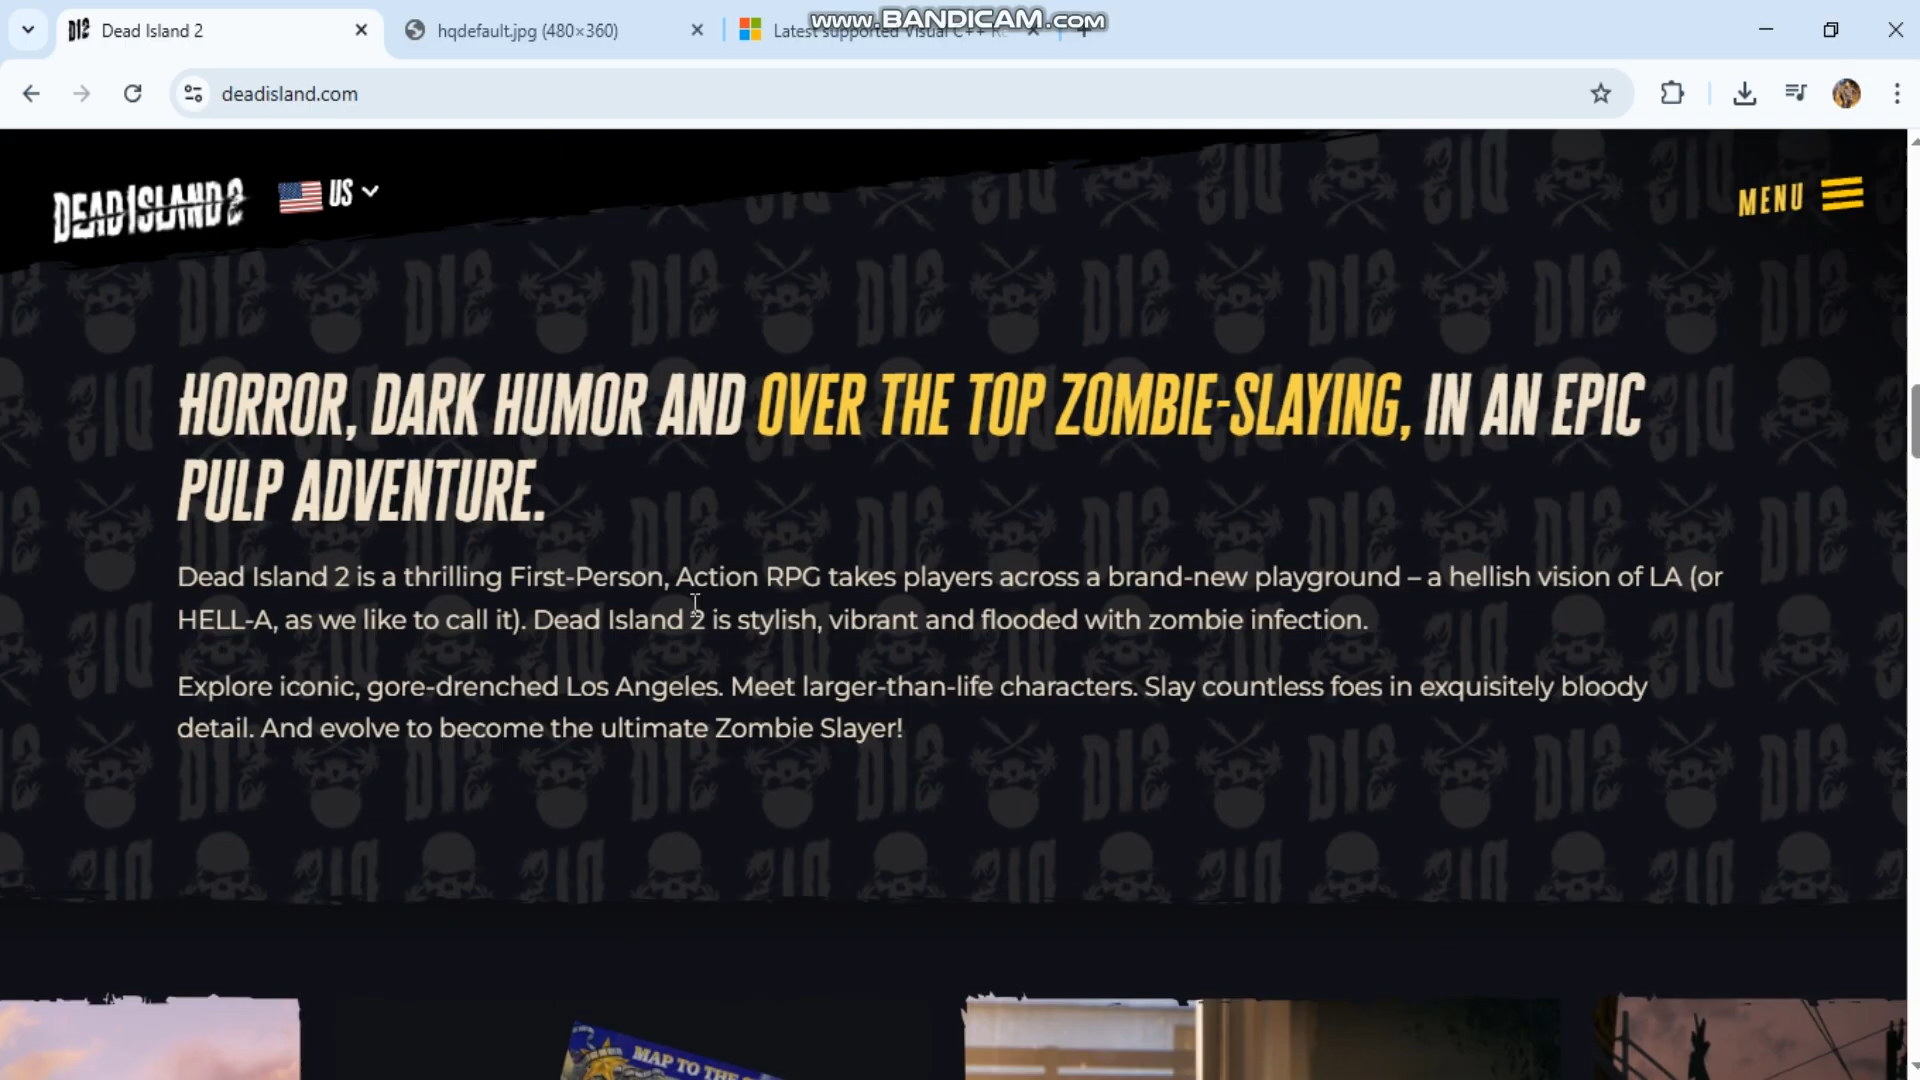 www.BANDICAM.com
Dead Island 2
hqdefault.jpg (480×360)
Latest supported Visual C++ Re
deadisland.com
DEAD ISLAND 2
US
MENU
HORROR, DARK HUMOR AND OVER THE TOP ZOMBIE-SLAYING, IN AN EPIC
PULP ADVENTURE.
Dead Island 2 is a thrilling First-Person, Action RPG takes players across a brand-new playground – a hellish vision of LA (or
HELL-A, as we like to call it). Dead Island 2 is stylish, vibrant and flooded with zombie infection.
Explore iconic, gore-drenched Los Angeles. Meet larger-than-life characters. Slay countless foes in exquisitely bloody
detail. And evolve to become the ultimate Zombie Slayer!
MAP TO THE